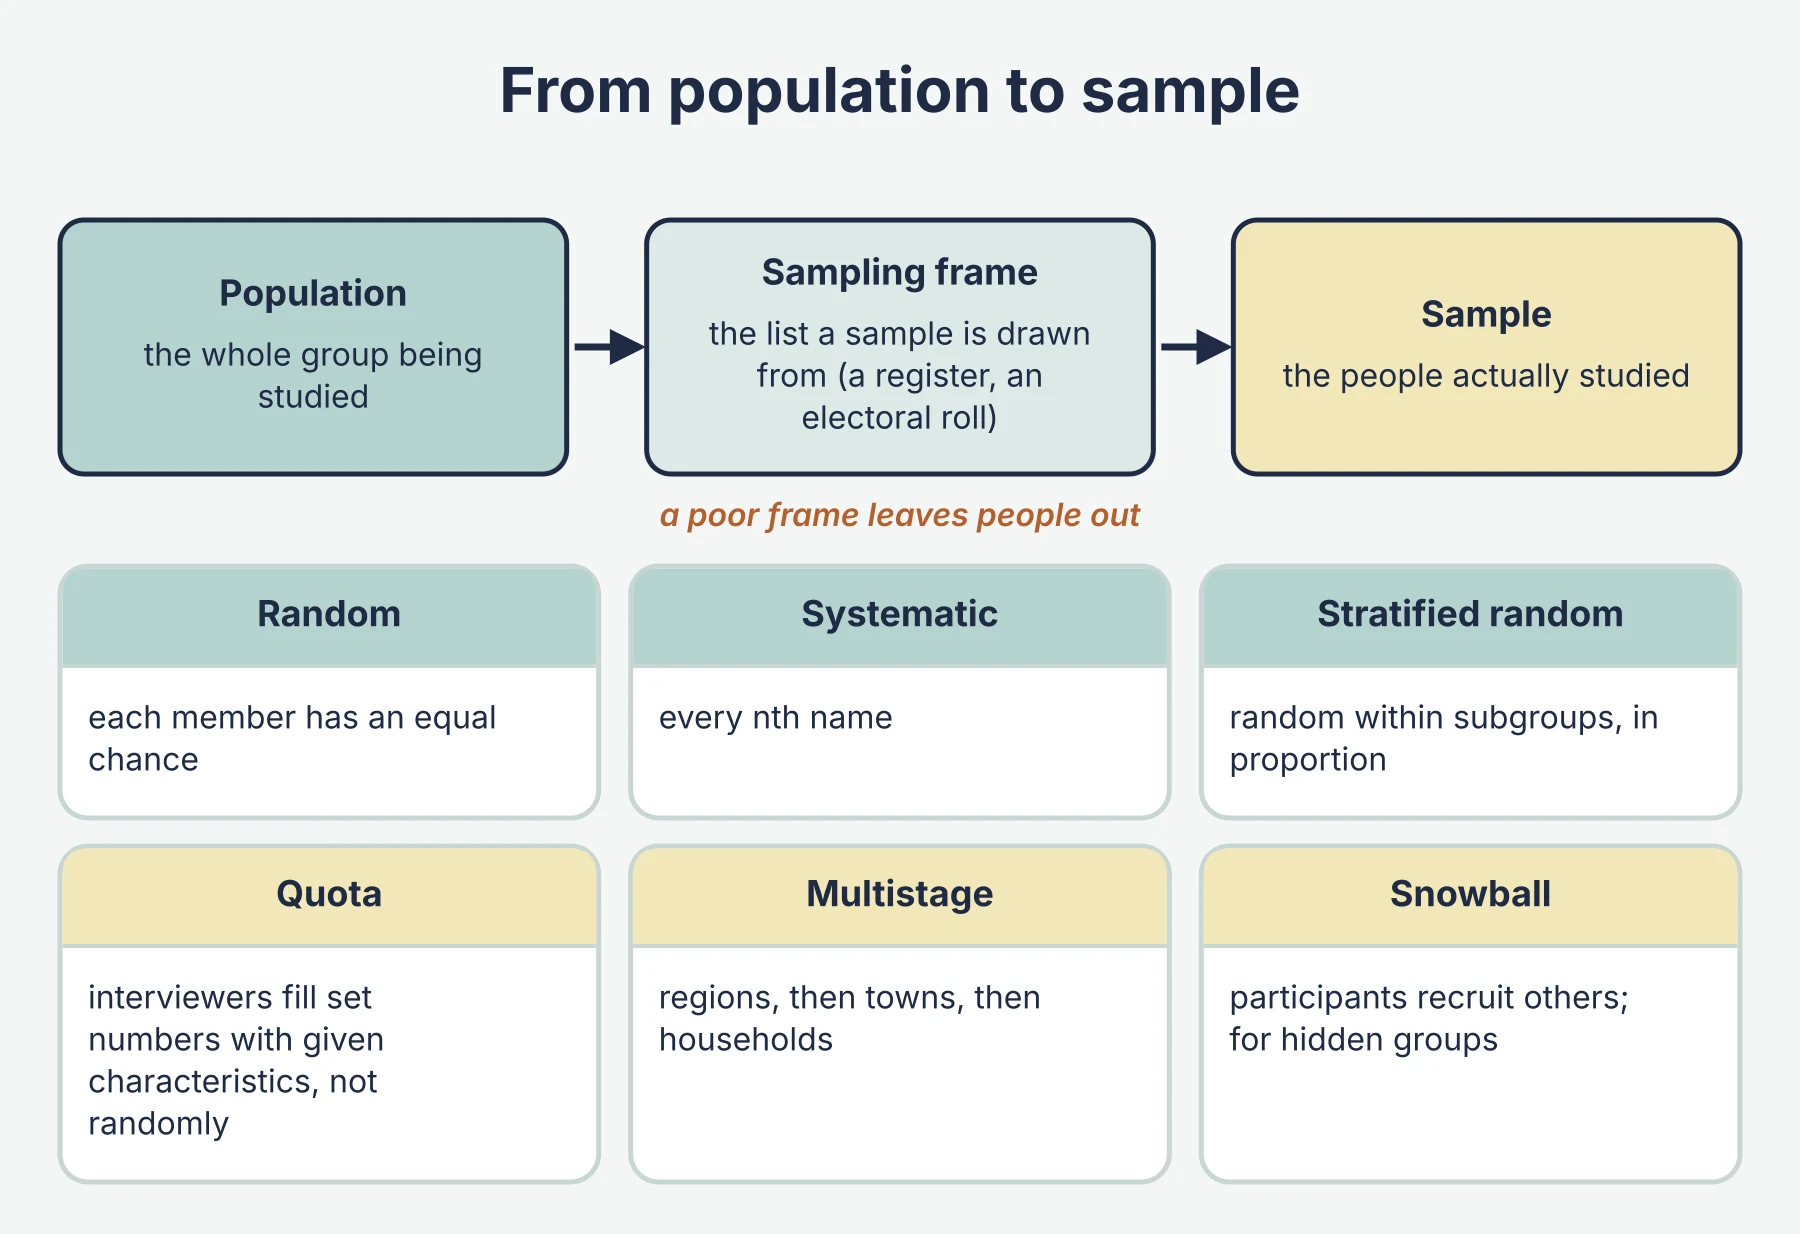 From population to sample
Population
the whole group being
studied
Sampling frame
the list a sample is drawn
from (a register, an
electoral roll)
Sample
the people actually studied
a poor frame leaves people out
Random
each member has an equal
chance
Systematic
every nth name
Stratified random
random within subgroups, in
proportion
Quota
interviewers fill set
numbers with given
characteristics, not
randomly
Multistage
regions, then towns, then
households
Snowball
participants recruit others;
for hidden groups